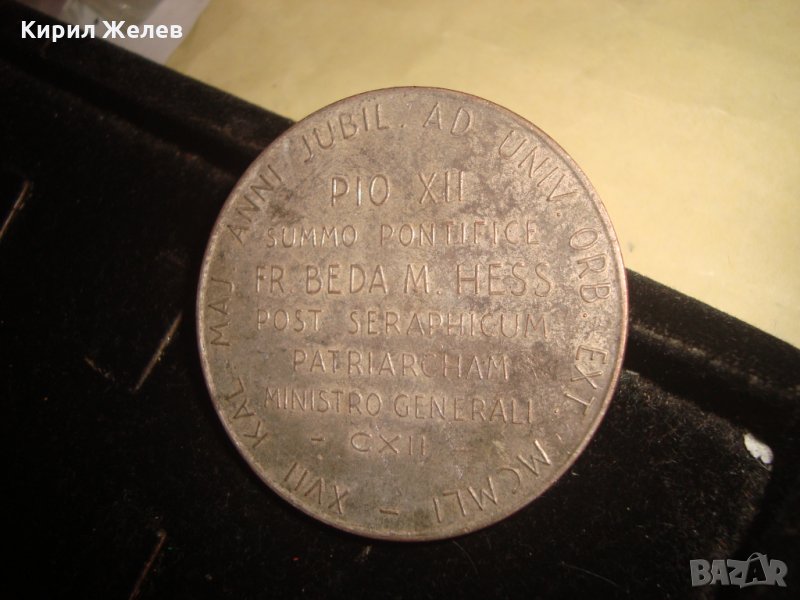 Кирил Желев
XVII KAL. MAJ. ANNI JUBIL. AD UNIV. ORB. EXT. MCMLI -
PIO XII
SUMMO PONTIFICE
FR. BEDA M. HESS
POST SERAPHICUM
PATRIARCHAM
MINISTRO GENERALI
- CXII -
BAZAR